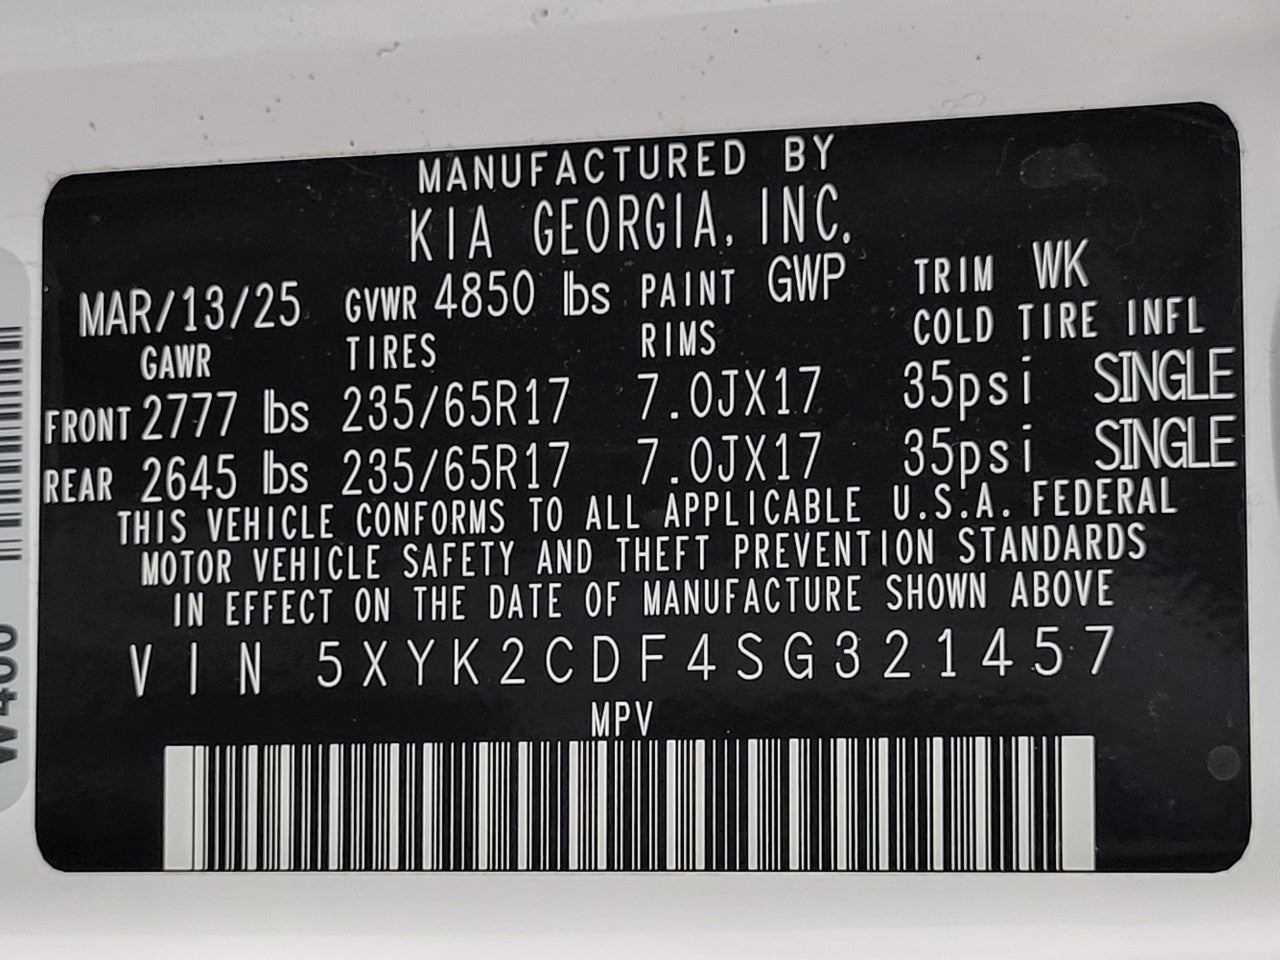 MANUFACTURED BY
KIA GEORGIA, INC.
MAR/13/25 GVWR 4850 lbs PAINT GWP TRIM WK
GAWR TIRES RIMS COLD TIRE INFL
FRONT 2777 lbs 235/65R17 7.0JX17 35psi SINGLE
REAR 2645 lbs 235/65R17 7.0JX17 35psi SINGLE
THIS VEHICLE CONFORMS TO ALL APPLICABLE U.S.A. FEDERAL
MOTOR VEHICLE SAFETY AND THEFT PREVENTION STANDARDS
IN EFFECT ON THE DATE OF MANUFACTURE SHOWN ABOVE
VIN 5XYK2CDF4SG321457
MPV